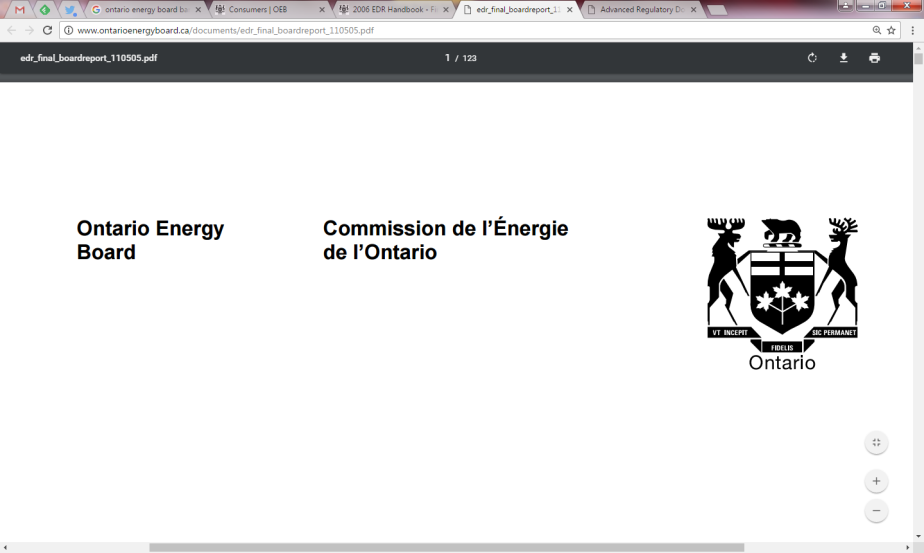 ontario energy board ba
Consumers | OEB
2006 EDR Handbook - Fi
edr_final_boardreport_11
Advanced Regulatory Do
www.ontarioenergyboard.ca/documents/edr_final_boardreport_110505.pdf
edr_final_boardreport_110505.pdf
1 / 123
Ontario Energy
Board
Commission de l'Énergie
de l'Ontario
VT INCEPIT
SIC PERMANET
FIDELIS
Ontario